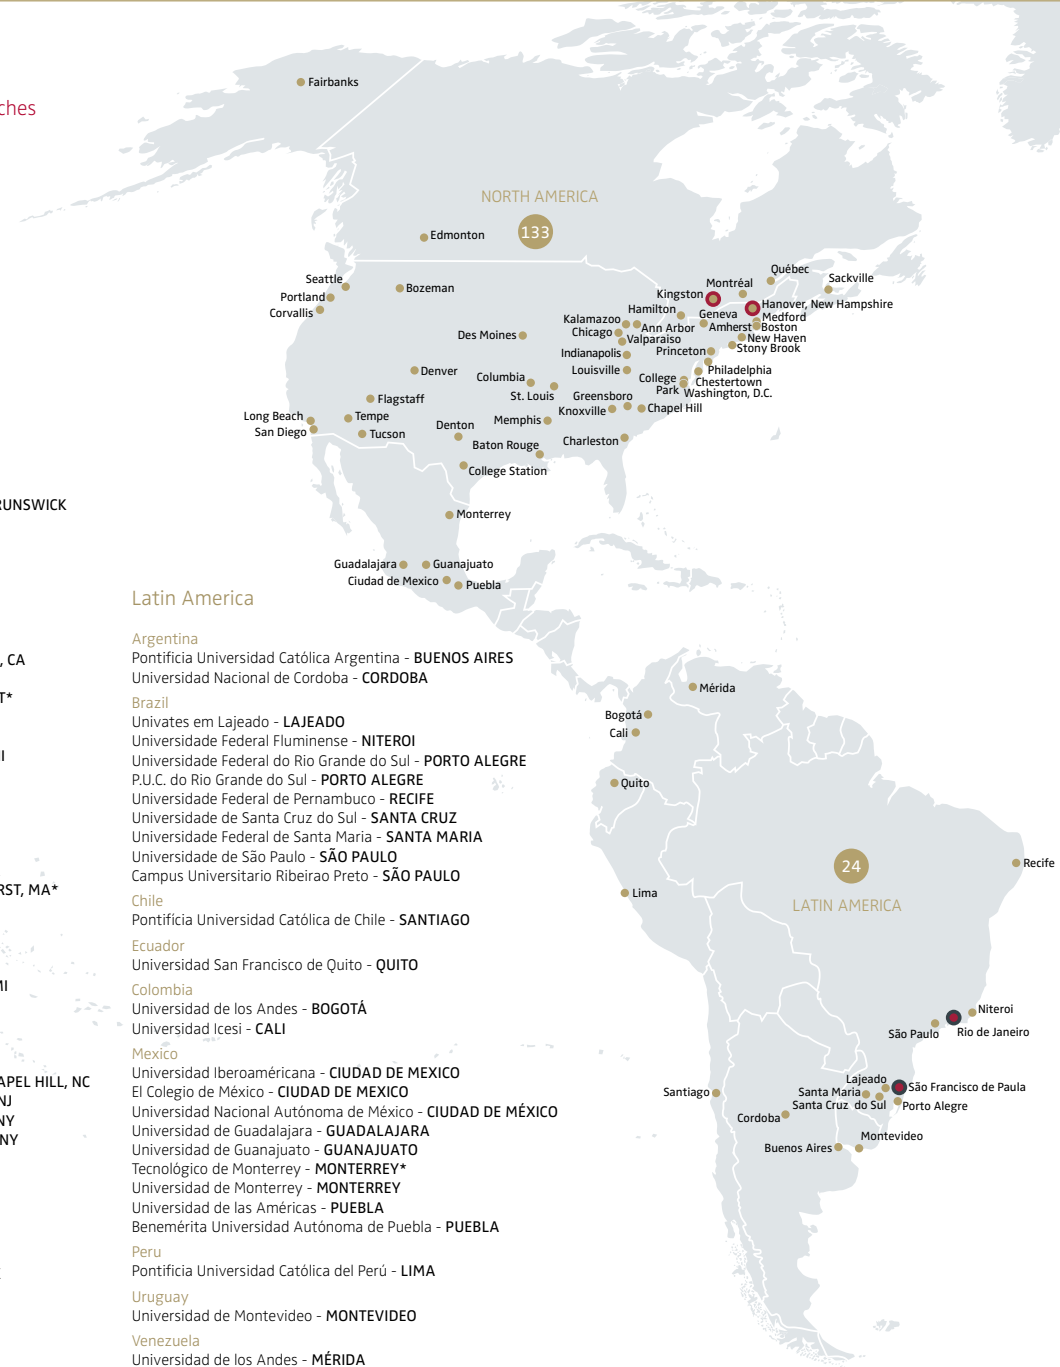 ches
RUNSWICK
, CA
T*
MI
RST, MA*
MI
APEL HILL, NC
NJ
NY
NY
Fairbanks
NORTH AMERICA
133
Edmonton
Seattle
Portland
Corvallis
Bozeman
Québec
Montréal
Sackville
Kingston
Hanover, New Hampshire
Hamilton
Geneva
Medford
Kalamazoo
Ann Arbor
Amherst
Boston
Chicago
Valparaiso
New Haven
Des Moines
Indianapolis
Princeton
Stony Brook
Louisville
Philadelphia
Denver
Columbia
College
Park
Chestertown
Washington, D.C.
St. Louis
Greensboro
Flagstaff
Knoxville
Chapel Hill
Long Beach
Tempe
Memphis
San Diego
Tucson
Denton
Charleston
Baton Rouge
College Station
Monterrey
Guadalajara
Guanajuato
Ciudad de Mexico
Puebla
Latin America
Argentina
Pontificia Universidad Católica Argentina - BUENOS AIRES
Universidad Nacional de Cordoba - CORDOBA
Brazil
Univates em Lajeado - LAJEADO
Universidade Federal Fluminense - NITEROI
Universidade Federal do Rio Grande do Sul - PORTO ALEGRE
P.U.C. do Rio Grande do Sul - PORTO ALEGRE
Universidade Federal de Pernambuco - RECIFE
Universidade de Santa Cruz do Sul - SANTA CRUZ
Universidade Federal de Santa Maria - SANTA MARIA
Universidade de São Paulo - SÃO PAULO
Campus Universitario Ribeirao Preto - SÃO PAULO
Chile
Pontifícia Universidad Católica de Chile - SANTIAGO
Ecuador
Universidad San Francisco de Quito - QUITO
Colombia
Universidad de los Andes - BOGOTÁ
Universidad Icesi - CALI
Mexico
Universidad Iberoaméricana - CIUDAD DE MEXICO
El Colegio de México - CIUDAD DE MEXICO
Universidad Nacional Autónoma de México - CIUDAD DE MÉXICO
Universidad de Guadalajara - GUADALAJARA
Universidad de Guanajuato - GUANAJUATO
Tecnológico de Monterrey - MONTERREY*
Universidad de Monterrey - MONTERREY
Universidad de las Américas - PUEBLA
Benemérita Universidad Autónoma de Puebla - PUEBLA
Peru
Pontificia Universidad Católica del Perú - LIMA
Uruguay
Universidad de Montevideo - MONTEVIDEO
Venezuela
Universidad de los Andes - MÉRIDA
Mérida
Bogotá
Cali
Quito
Lima
24
LATIN AMERICA
Recife
Niteroi
São Paulo
Rio de Janeiro
Santiago
Lajeado
São Francisco de Paula
Santa Maria
Santa Cruz do Sul
Porto Alegre
Cordoba
Montevideo
Buenos Aires